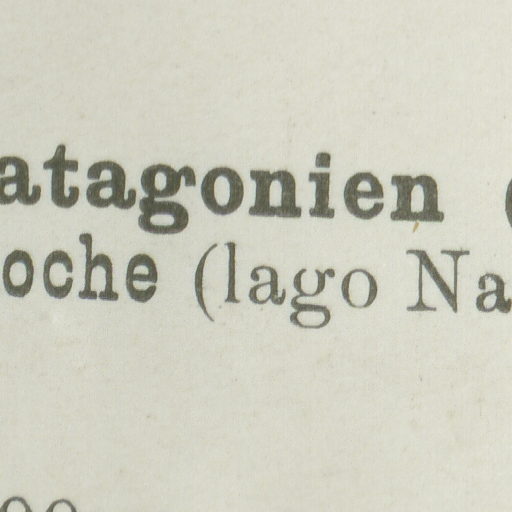 atagonien (
oche (lago Na